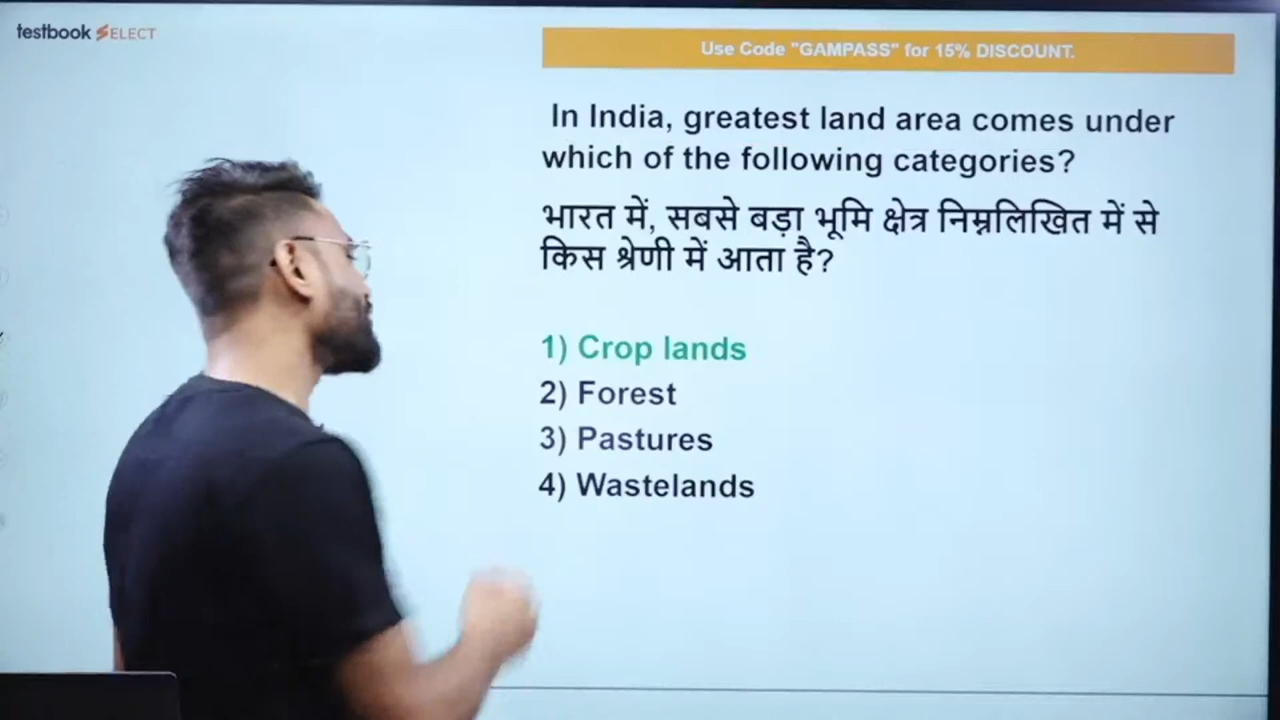 testbook SELECT
Use Code "GAMPASS" for 15% DISCOUNT.
In India, greatest land area comes under
which of the following categories?
भारत में, सबसे बड़ा भूमि क्षेत्र निम्नलिखित में से
किस श्रेणी में आता है?
1) Crop lands
2) Forest
3) Pastures
4) Wastelands